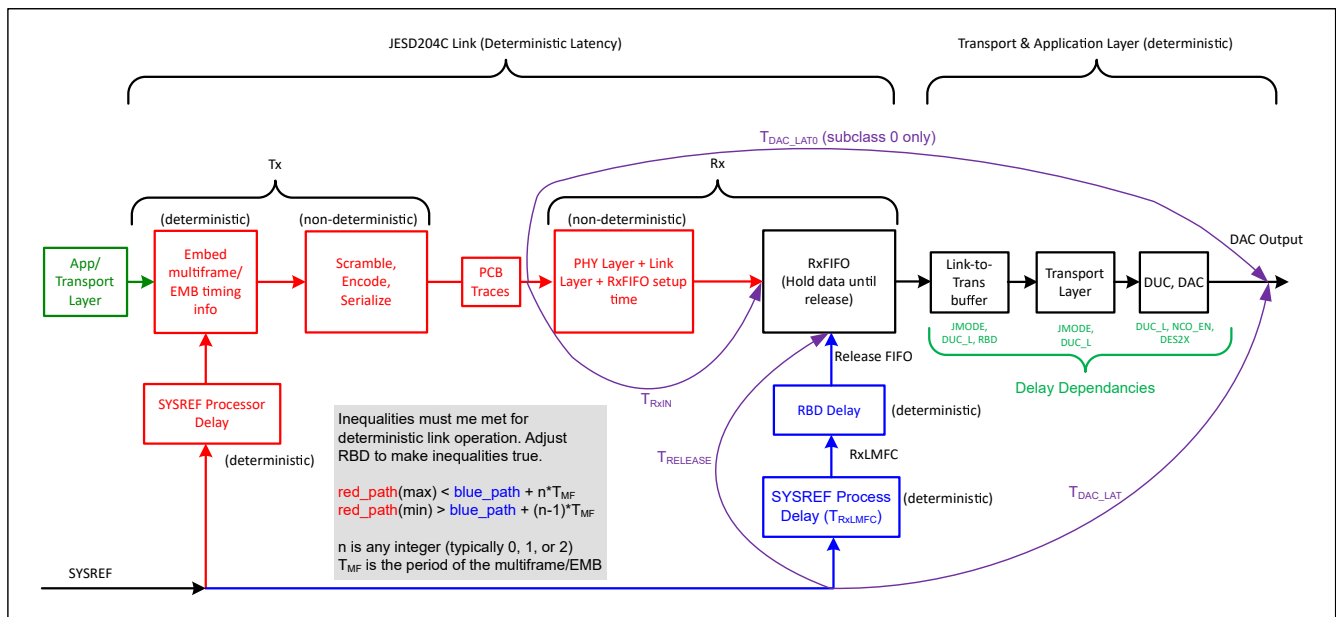 JESD204C Link (Deterministic Latency)
Transport & Application Layer (deterministic)
TDAC_LAT0 (subclass 0 only)
Tx
Rx
(deterministic)
(non-deterministic)
(non-deterministic)
DAC Output
App/
Transport
Layer
Embed
multiframe/
EMB timing
info
Scramble,
Encode,
Serialize
PCB
Traces
PHY Layer + Link
Layer + RxFIFO setup
time
RxFIFO
(Hold data until
release)
Link-to-
Trans
buffer
Transport
Layer
DUC, DAC
JMODE,
DUC_L, RBD
JMODE,
DUC_L
DUC_L, NCO_EN,
DES2X
Delay Dependancies
Release FIFO
TRxIN
SYSREF Processor
Delay
(deterministic)
RBD Delay
(deterministic)
TRELEASE
RxLMFC
SYSREF Process
Delay (TRxLMFC)
(deterministic)
TDAC_LAT
Inequalities must me met for
deterministic link operation. Adjust
RBD to make inequalities true.
red_path(max) < blue_path + n*TMF
red_path(min) > blue_path + (n-1)*TMF
n is any integer (typically 0, 1, or 2)
TMF is the period of the multiframe/EMB
SYSREF